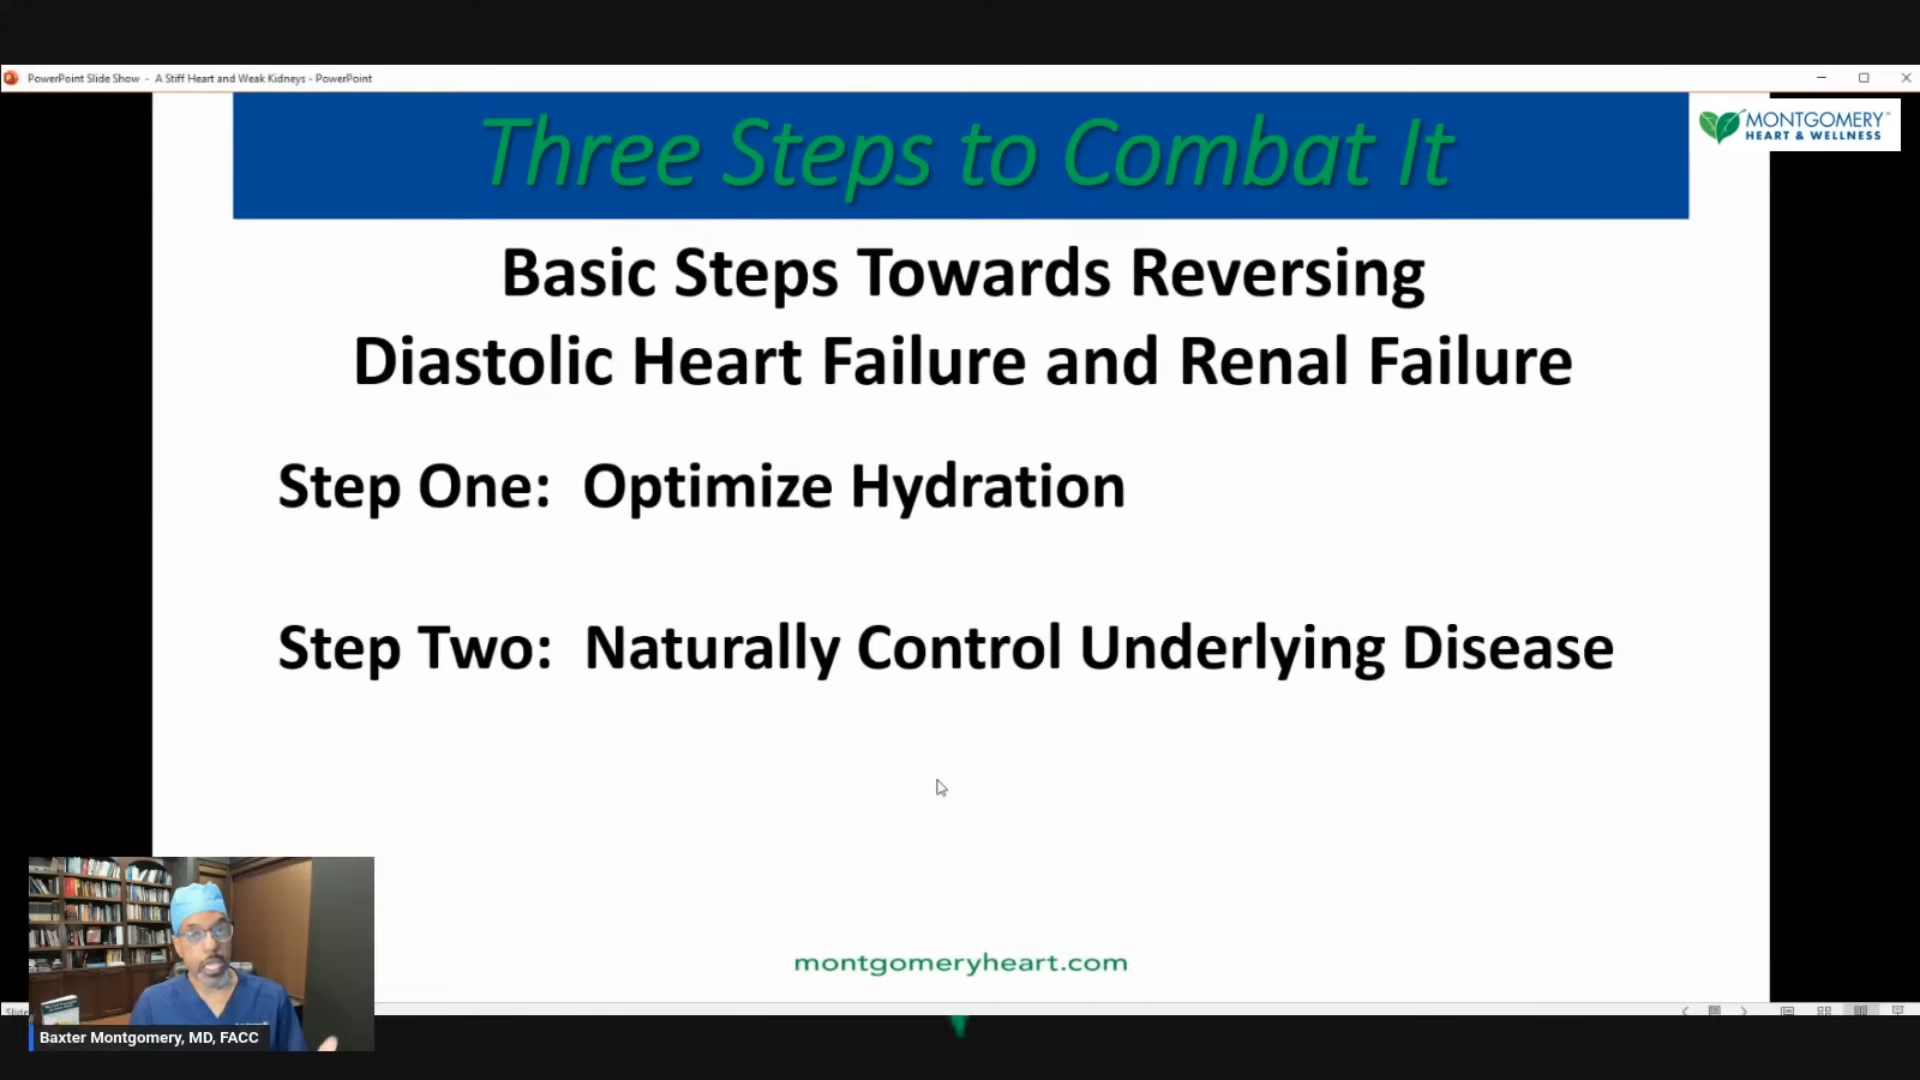 PowerPoint Slide Show - A Stiff Heart and Weak Kidneys - PowerPoint
MONTGOMERY™
HEART & WELLNESS
Three Steps to Combat It
Basic Steps Towards Reversing
Diastolic Heart Failure and Renal Failure
Step One: Optimize Hydration
Step Two: Naturally Control Underlying Disease
montgomeryheart.com
Baxter Montgomery, MD, FACC